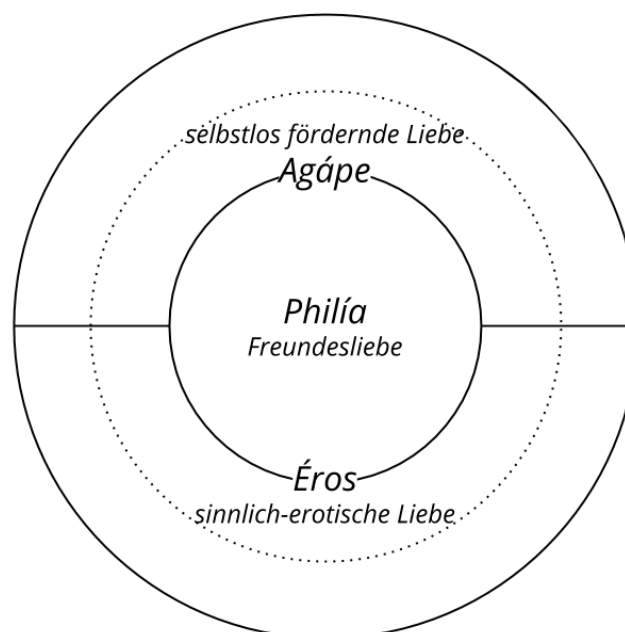 selbstlos fördernde Liebe
Agápe
Philía
Freundesliebe
Éros
sinnlich-erotische Liebe